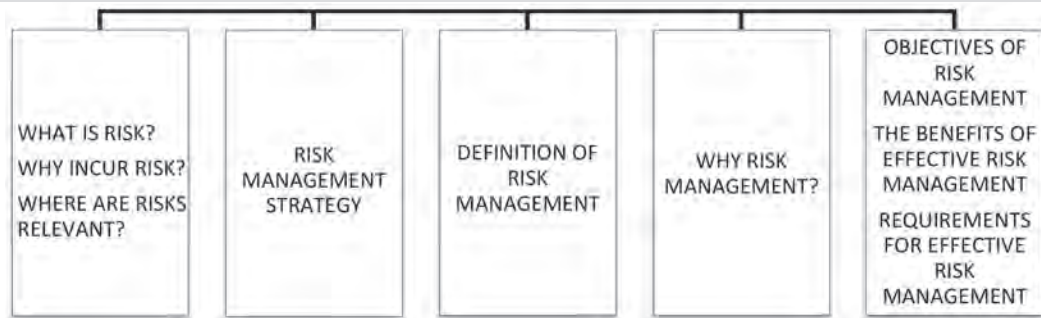 WHAT IS RISK?
WHY INCUR RISK?
WHERE ARE RISKS
RELEVANT?
RISK
MANAGEMENT
STRATEGY
DEFINITION OF
RISK
MANAGEMENT
WHY RISK
MANAGEMENT?
OBJECTIVES OF
RISK
MANAGEMENT
THE BENEFITS OF
EFFECTIVE RISK
MANAGEMENT
REQUIREMENTS
FOR EFFECTIVE
RISK
MANAGEMENT